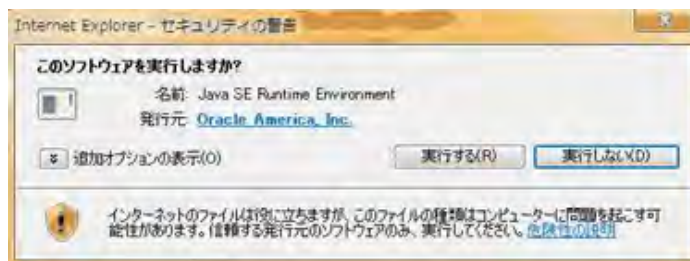 Internet Explorer - セキュリティの警告
このソフトウェアを実行しますか?
名前: Java SE Runtime Environment
発行元: Oracle America, Inc.
追加オプションの表示(O)
実行する(R)
実行しない(D)
インターネットのファイルは役に立ちますが、このファイルの種類はコンピューターに問題を起こす可
能性があります。信頼する発行元のソフトウェアのみ、実行してください。危険性の説明